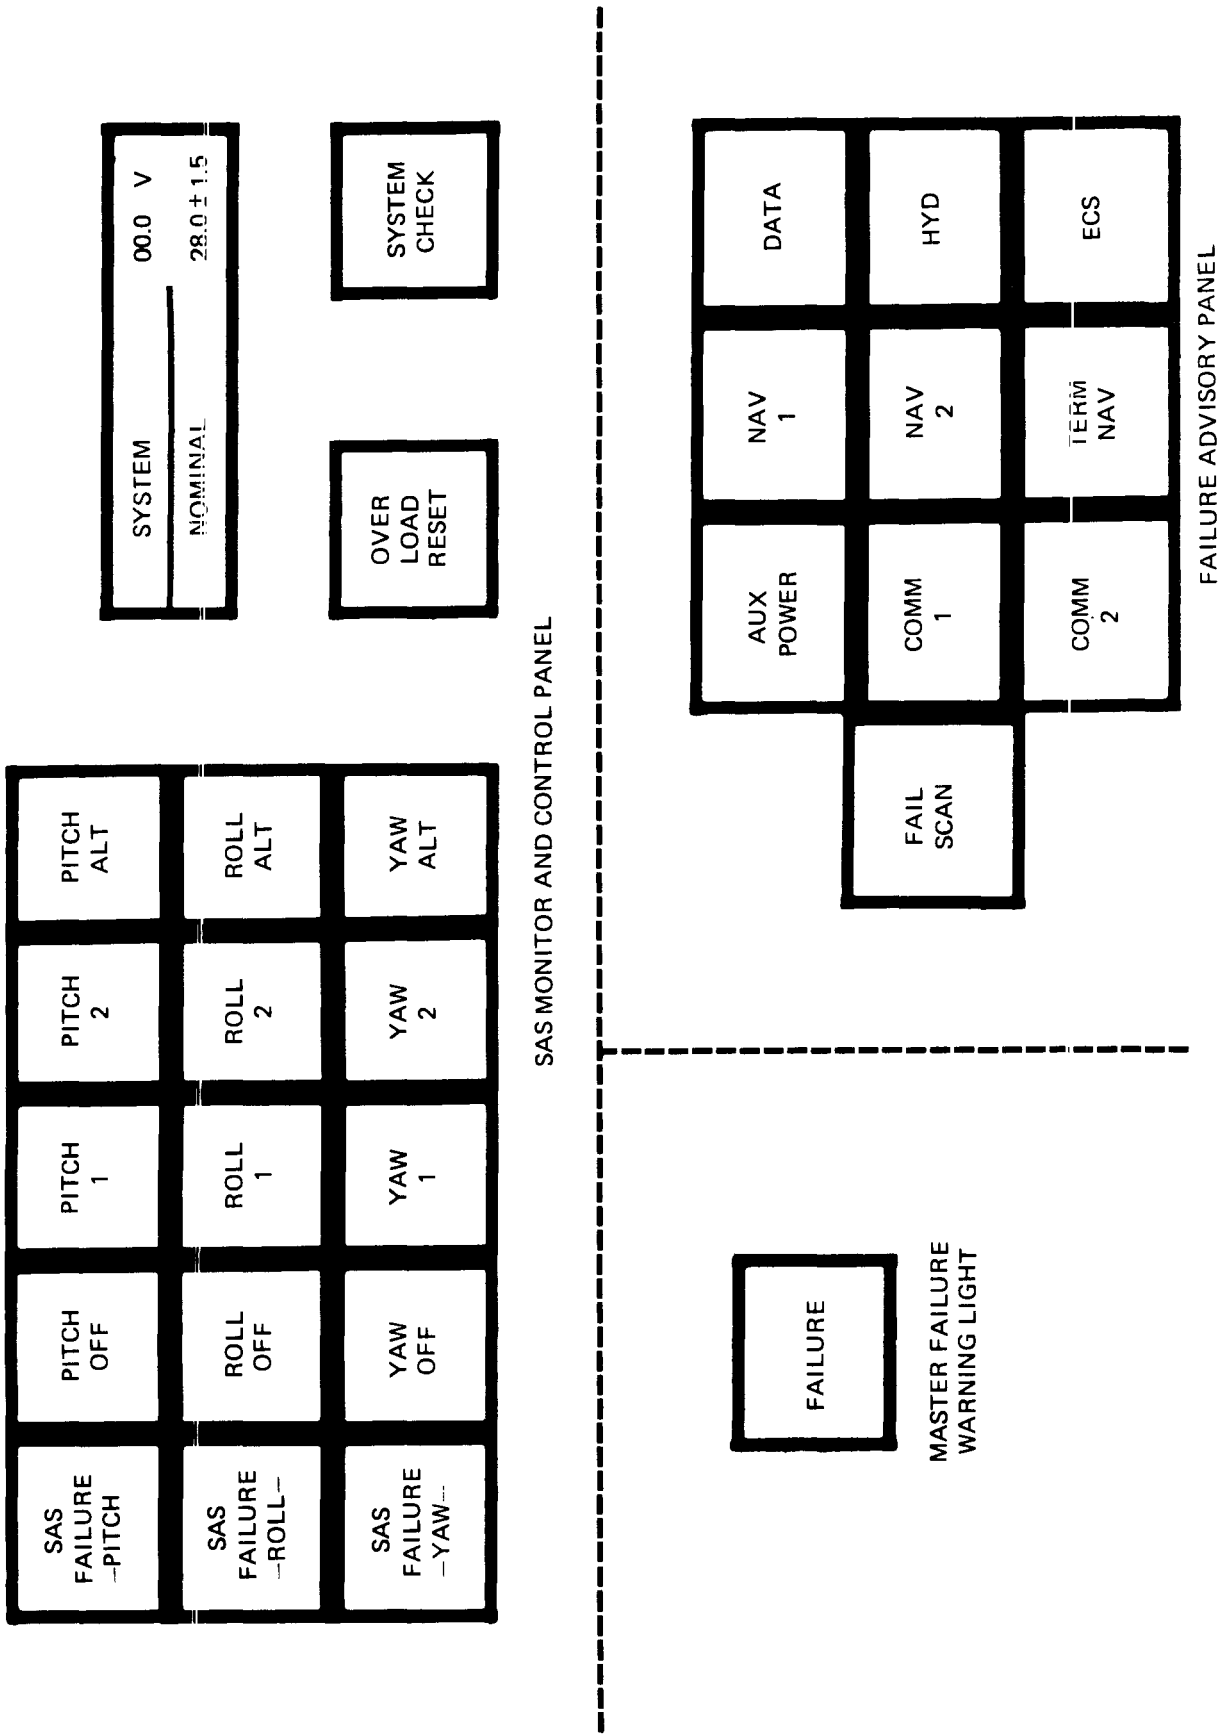 SAS
FAILURE
–PITCH
PITCH
OFF
PITCH
1
PITCH
2
PITCH
ALT
SAS
FAILURE
–ROLL–
ROLL
OFF
ROLL
1
ROLL
2
ROLL
ALT
SAS
FAILURE
–YAW–
YAW
OFF
YAW
1
YAW
2
YAW
ALT
SYSTEM 00.0 V
NOMINAL 28.0 ± 1.5
OVER
LOAD
RESET
SYSTEM
CHECK
SAS MONITOR AND CONTROL PANEL
FAILURE
MASTER FAILURE
WARNING LIGHT
FAIL
SCAN
AUX
POWER
NAV
1
DATA
COMM
1
NAV
2
HYD
COMM
2
TERM
NAV
ECS
FAILURE ADVISORY PANEL